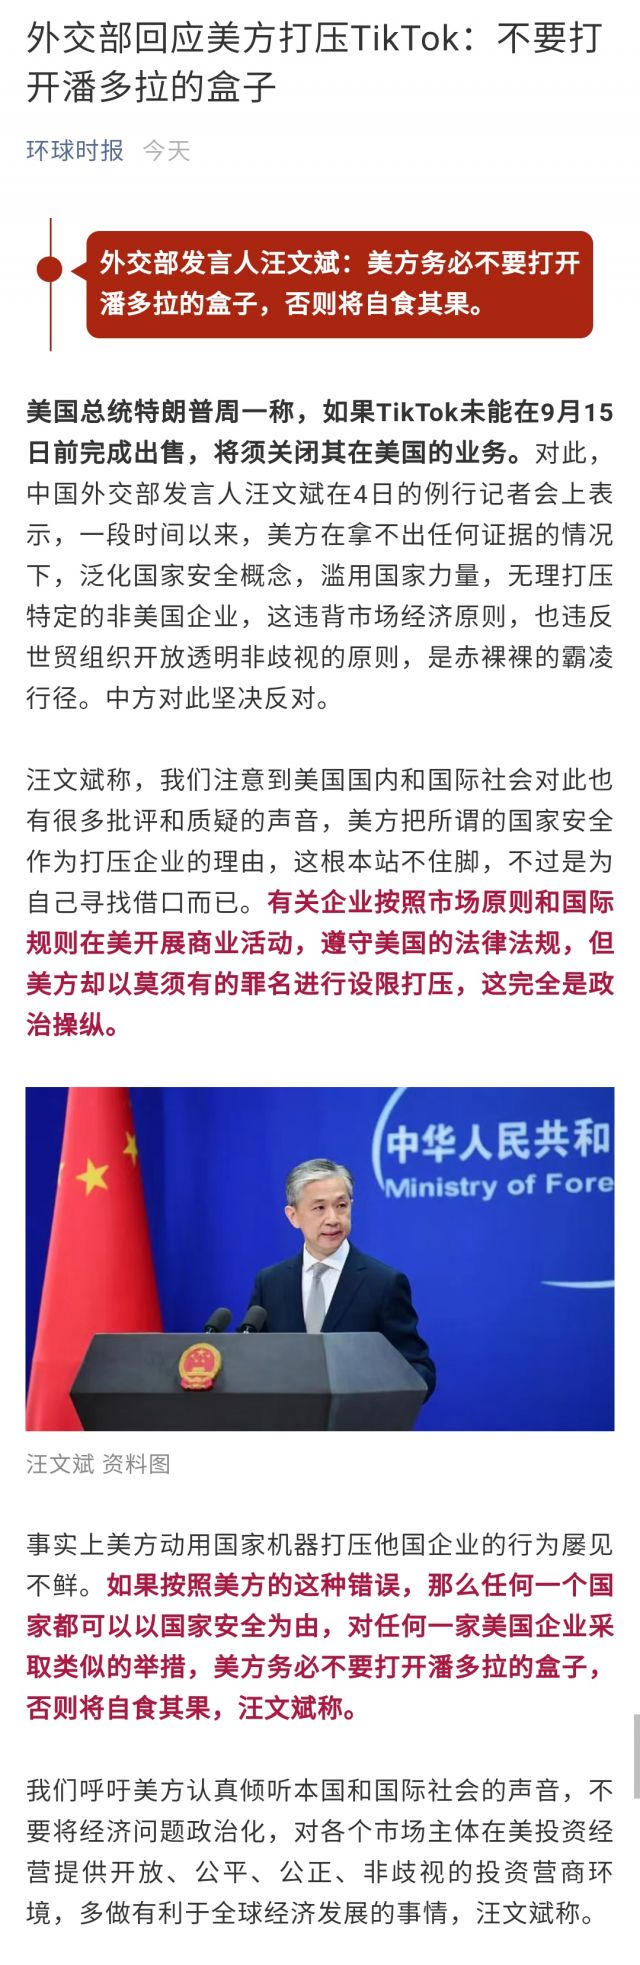 外交部回应美方打压TikTok：不要打
开潘多拉的盒子
环球时报 今天
外交部发言人汪文斌：美方务必不要打开
潘多拉的盒子，否则将自食其果。
美国总统特朗普周一称，如果TikTok未能在9月15
日前完成出售，将须关闭其在美国的业务。对此，
中国外交部发言人汪文斌在4日的例行记者会上表
示，一段时间以来，美方在拿不出任何证据的情况
下，泛化国家安全概念，滥用国家力量，无理打压
特定的非美国企业，这违背市场经济原则，也违反
世贸组织开放透明非歧视的原则，是赤裸裸的霸凌
行径。中方对此坚决反对。
汪文斌称，我们注意到美国国内和国际社会对此也
有很多批评和质疑的声音，美方把所谓的国家安全
作为打压企业的理由，这根本站不住脚，不过是为
自己寻找借口而已。有关企业按照市场原则和国际
规则在美开展商业活动，遵守美国的法律法规，但
美方却以莫须有的罪名进行设限打压，这完全是政
治操纵。
中华人民共和
Ministry of Fore
汪文斌 资料图
事实上美方动用国家机器打压他国企业的行为屡见
不鲜。如果按照美方的这种错误，那么任何一个国
家都可以以国家安全为由，对任何一家美国企业采
取类似的举措，美方务必不要打开潘多拉的盒子，
否则将自食其果，汪文斌称。
我们呼吁美方认真倾听本国和国际社会的声音，不
要将经济问题政治化，对各个市场主体在美投资经
营提供开放、公平、公正、非歧视的投资营商环
境，多做有利于全球经济发展的事情，汪文斌称。